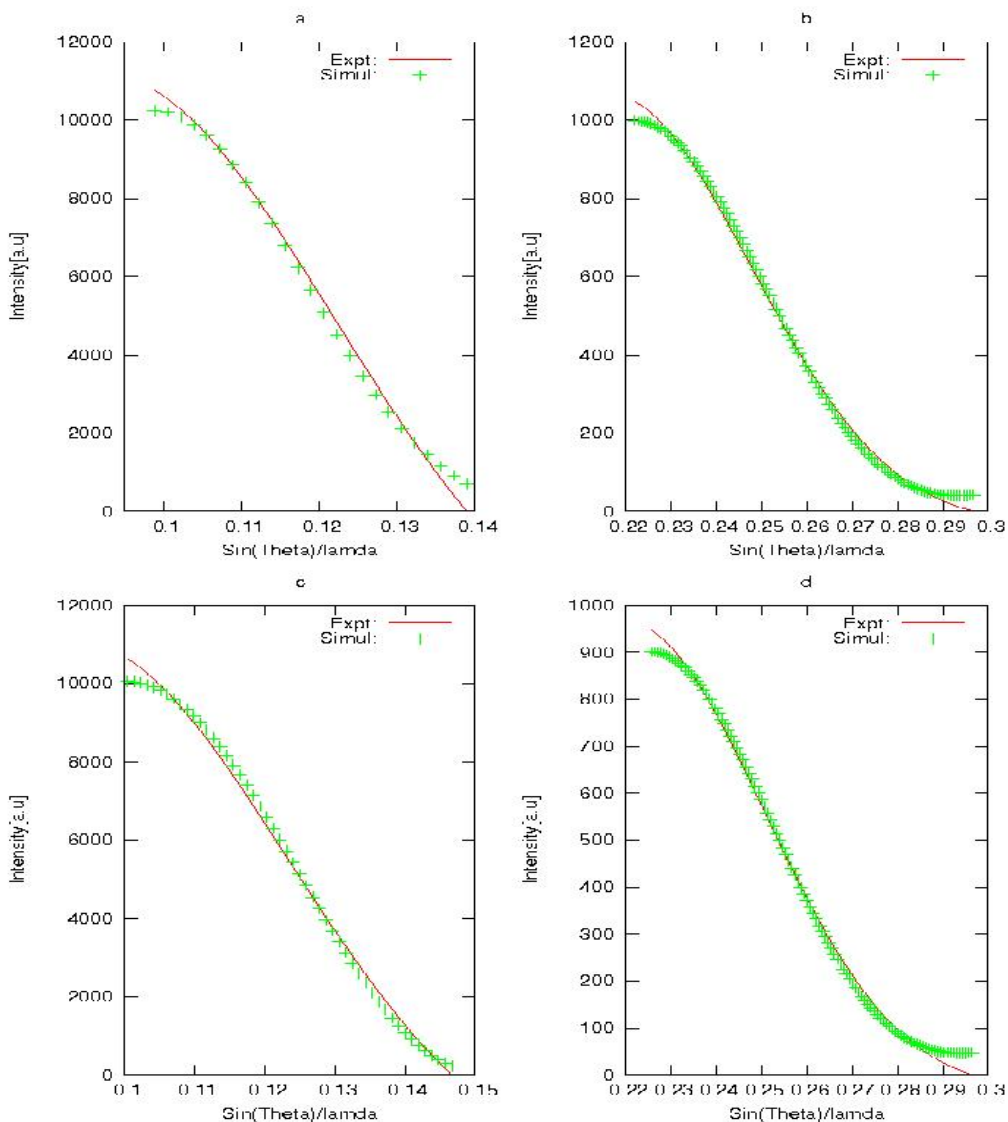 a
12000
10000
8000
6000
4000
2000
0
Intensity[a.u]
Expt:
Simul:
0.1 0.11 0.12 0.13 0.14
Sin(Theta)/lamda
b
1200
1000
800
600
400
200
0
Intensity[a.u]
Expt:
Simul:
0.22 0.23 0.24 0.25 0.26 0.27 0.28 0.29 0.3
Sin(Theta)/lamda
c
12000
10000
8000
6000
4000
2000
0
Intensity[a.u]
Expt:
Simul:
0.1 0.11 0.12 0.13 0.14 0.15
Sin(Theta)/lamda
d
1000
900
800
700
600
500
400
300
200
100
0
Intensity[a.u]
Expt:
Simul:
0.22 0.23 0.24 0.25 0.26 0.27 0.28 0.29 0.3
Sin(Theta)/lamda